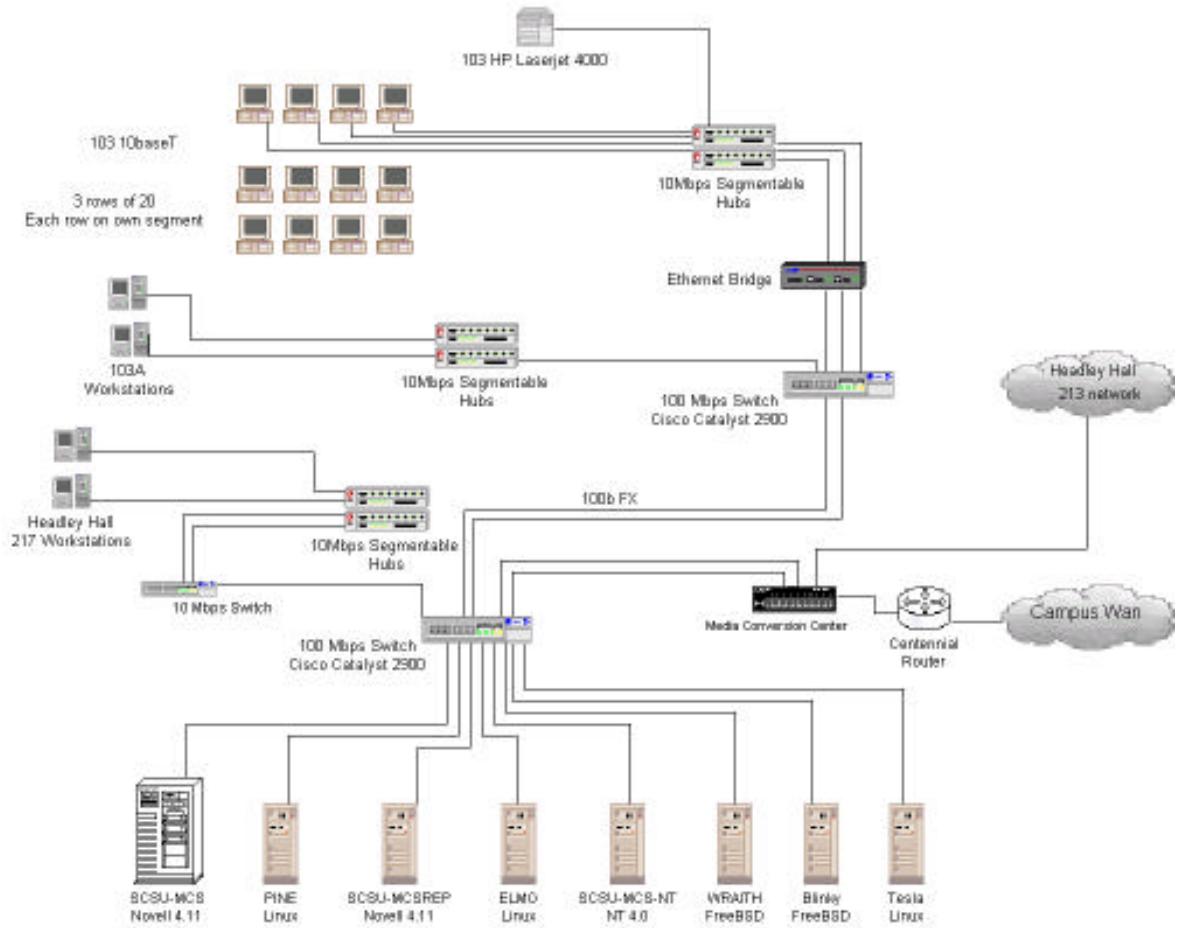 103 HP Laserjet 4000
103 10baseT
3 rows of 20
Each row on own segment
10Mbps Segmentable
Hubs
Ethernet Bridge
103A
Workstations
10Mbps Segmentable
Hubs
100 Mbps Switch
Cisco Catalyst 2900
Headley Hall
213 network
100b FX
Headley Hall
217 Workstations
10Mbps Segmentable
Hubs
10 Mbps Switch
100 Mbps Switch
Cisco Catalyst 2900
Media Conversion Center
Centennial
Router
Campus Wan
SCSU-MCS
Novell 4.11
PINE
Linux
SCSU-MCSREP
Novell 4.11
ELMO
Linux
SCSU-MCS-NT
NT 4.0
WRAITH
FreeBSD
Blinky
FreeBSD
Tesla
Linux